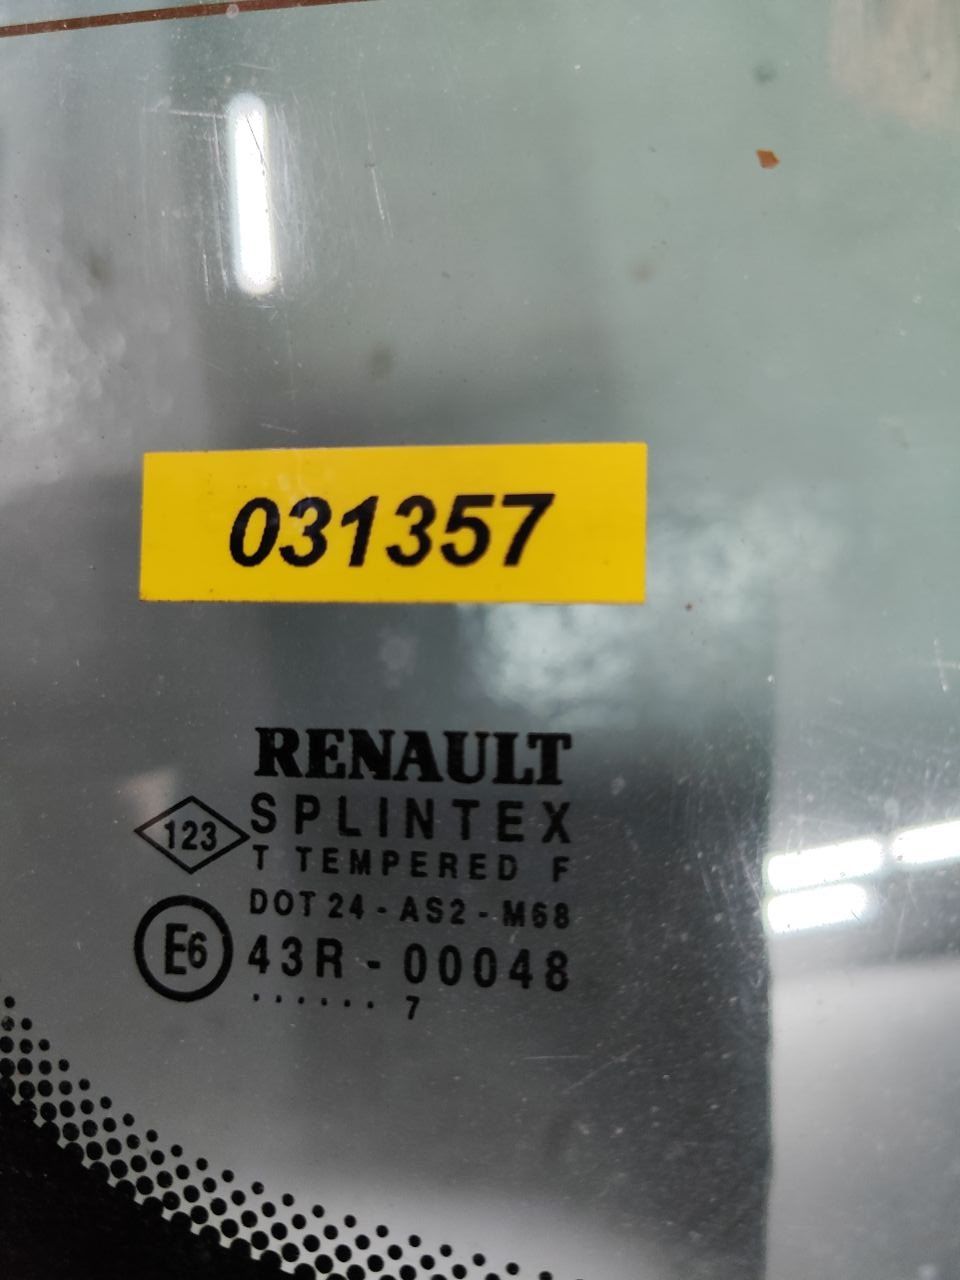 031357
RENAULT
123 SPLINTEX
T TEMPERED F
DOT 24 - AS2 - M68
E6 43R - 00048
...... 7